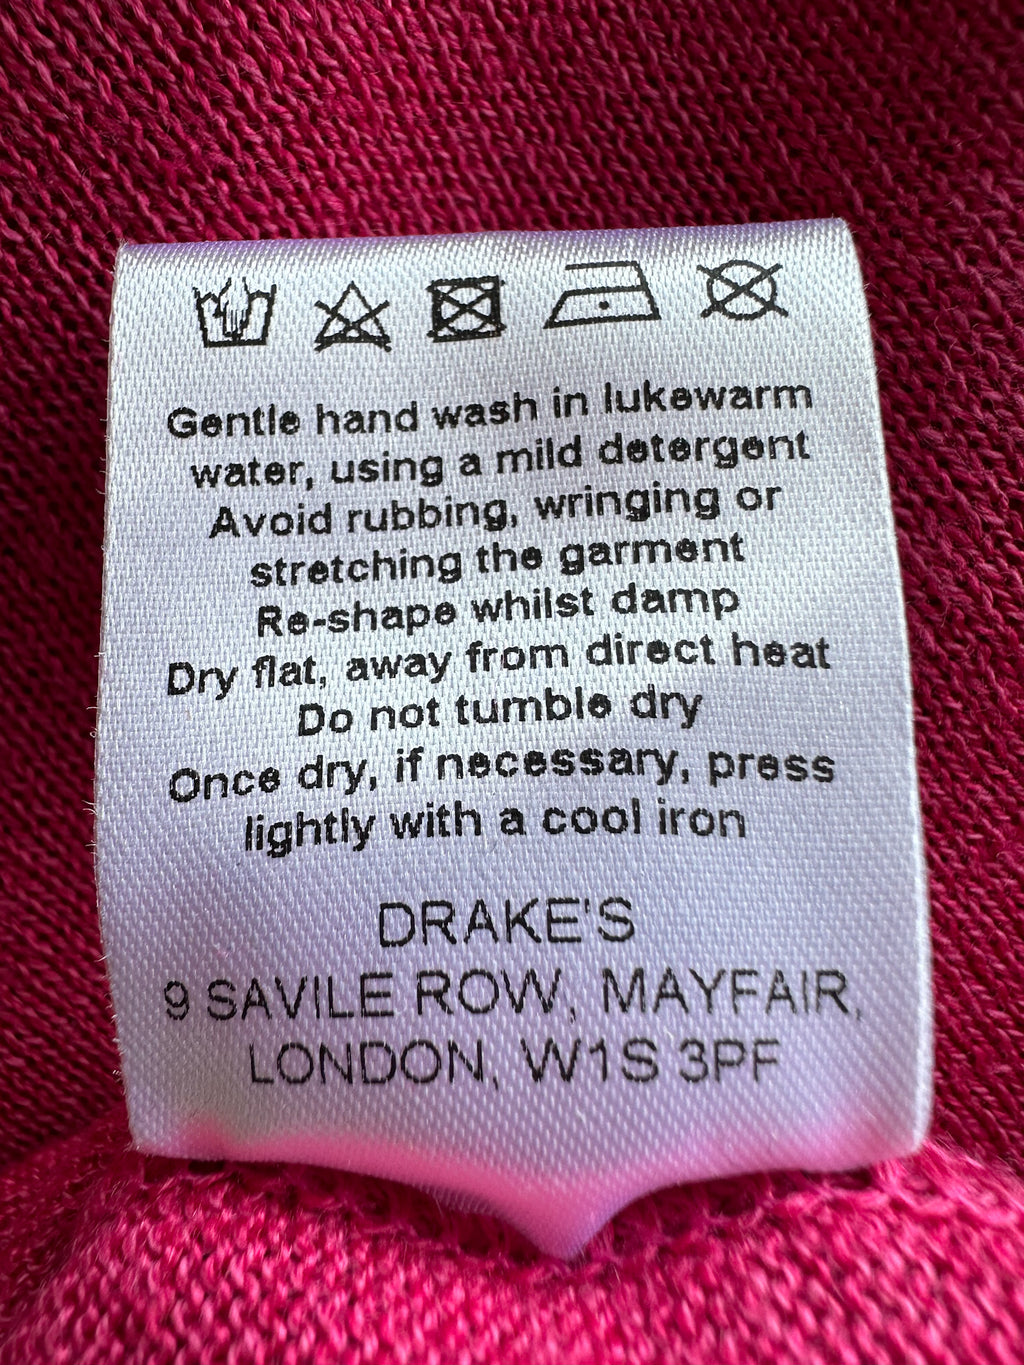 Gentle hand wash in lukewarm
water, using a mild detergent
Avoid rubbing, wringing or
stretching the garment
Re-shape whilst damp
Dry flat, away from direct heat
Do not tumble dry
Once dry, if necessary, press
lightly with a cool iron
DRAKE'S
9 SAVILE ROW, MAYFAIR,
LONDON, W1S 3PF